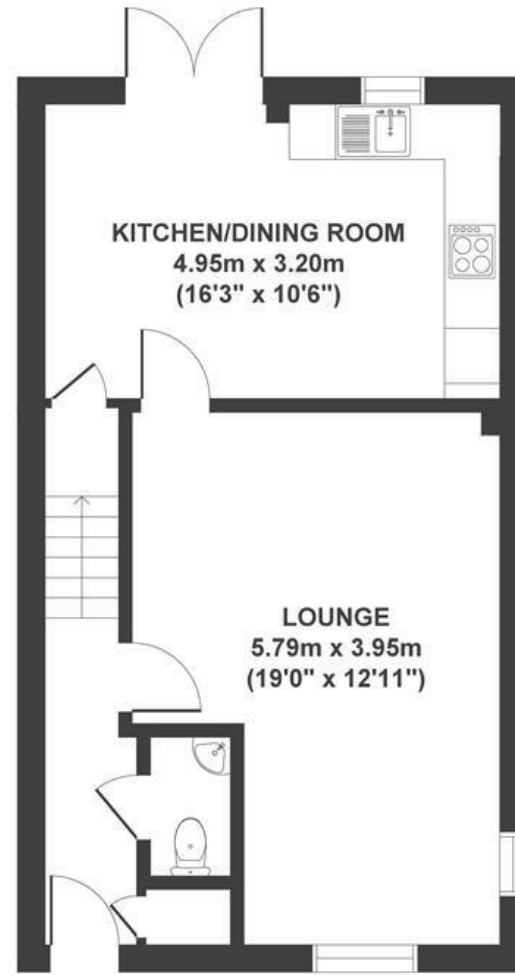 KITCHEN/DINING ROOM
4.95m x 3.20m
(16'3" x 10'6")
LOUNGE
5.79m x 3.95m
(19'0" x 12'11")